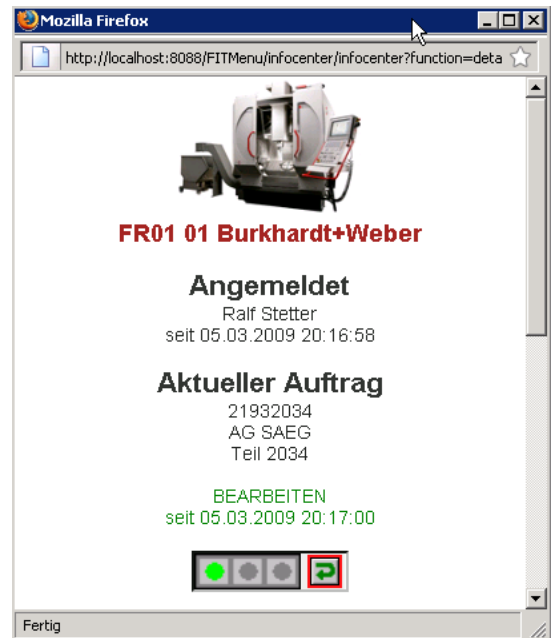 Mozilla Firefox
http://localhost:8088/FITMenu/infocenter/infocenter?function=deta
FR01 01 Burkhardt+Weber
Angemeldet
Ralf Stetter
seit 05.03.2009 20:16:58
Aktueller Auftrag
21932034
AG SAEG
Teil 2034
BEARBEITEN
seit 05.03.2009 20:17:00
Fertig